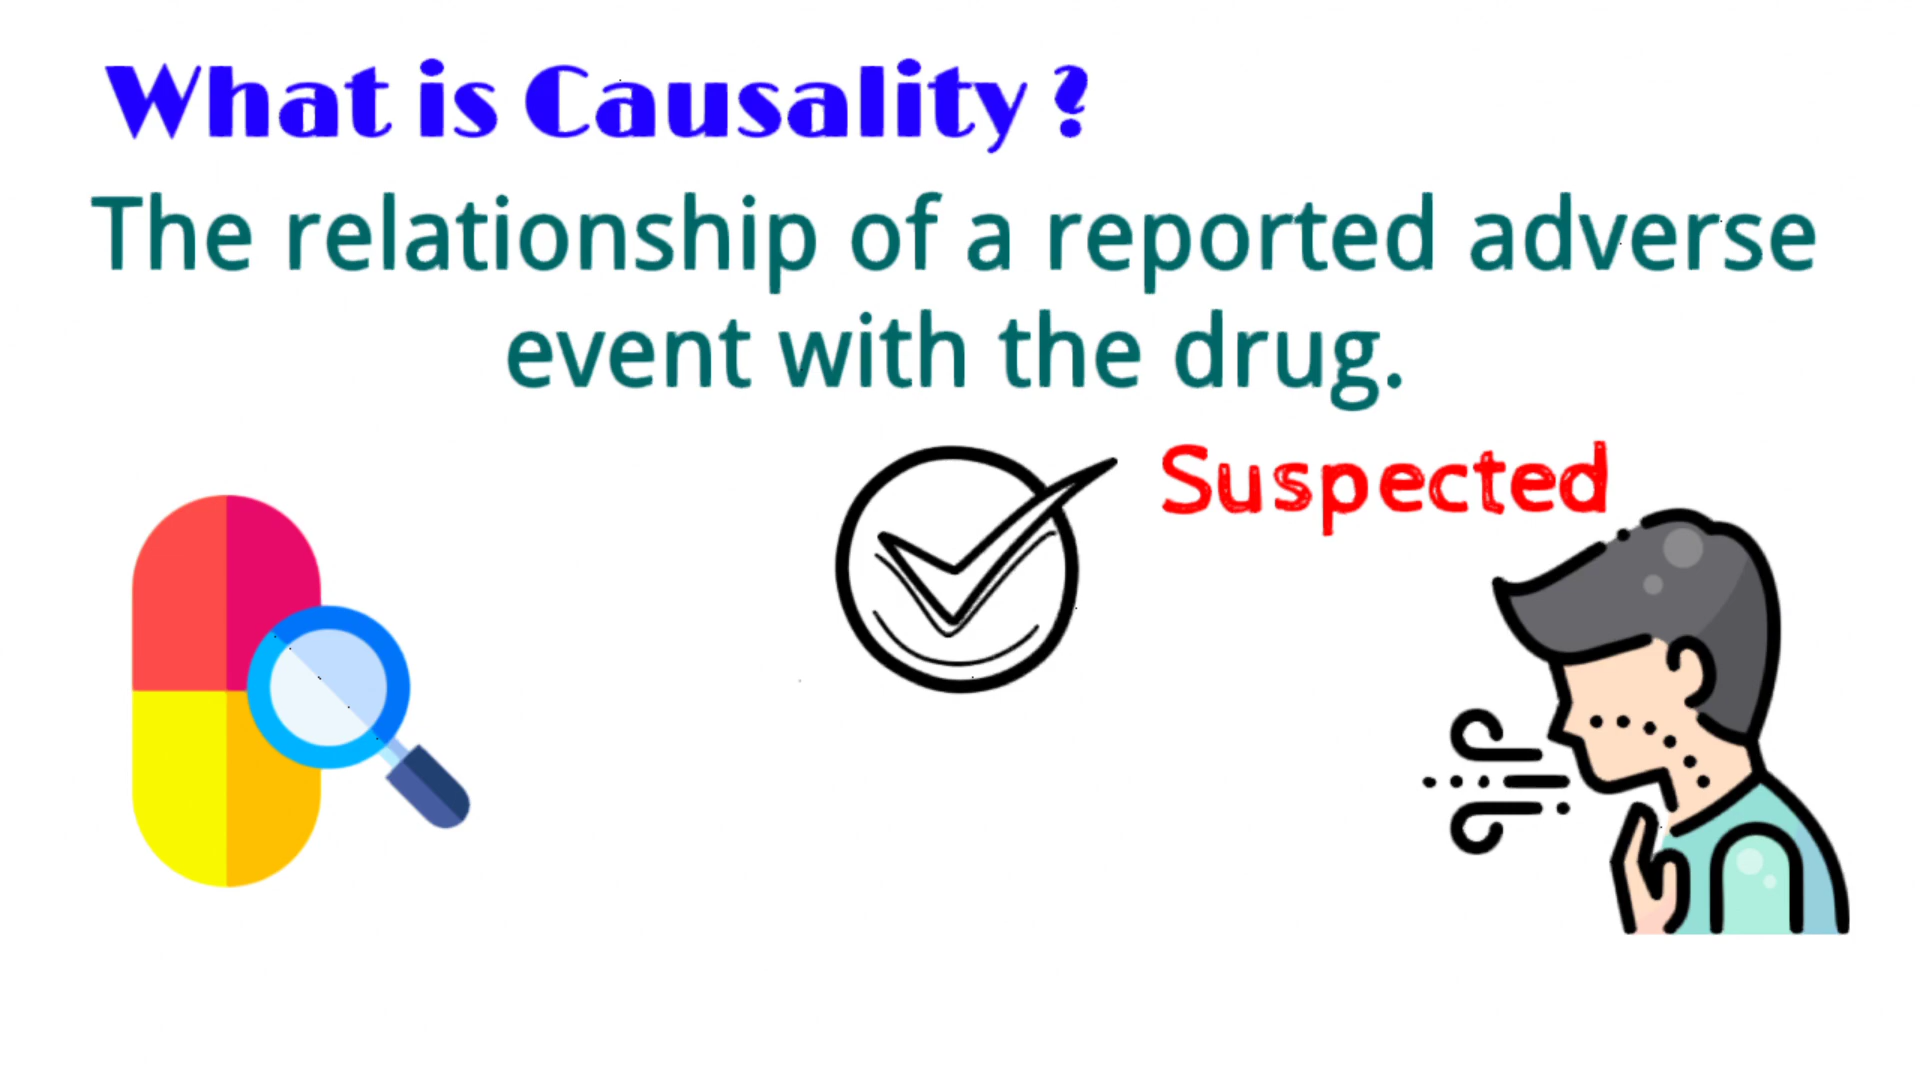 What is Causality ?
The relationship of a reported adverse
event with the drug.
Suspected